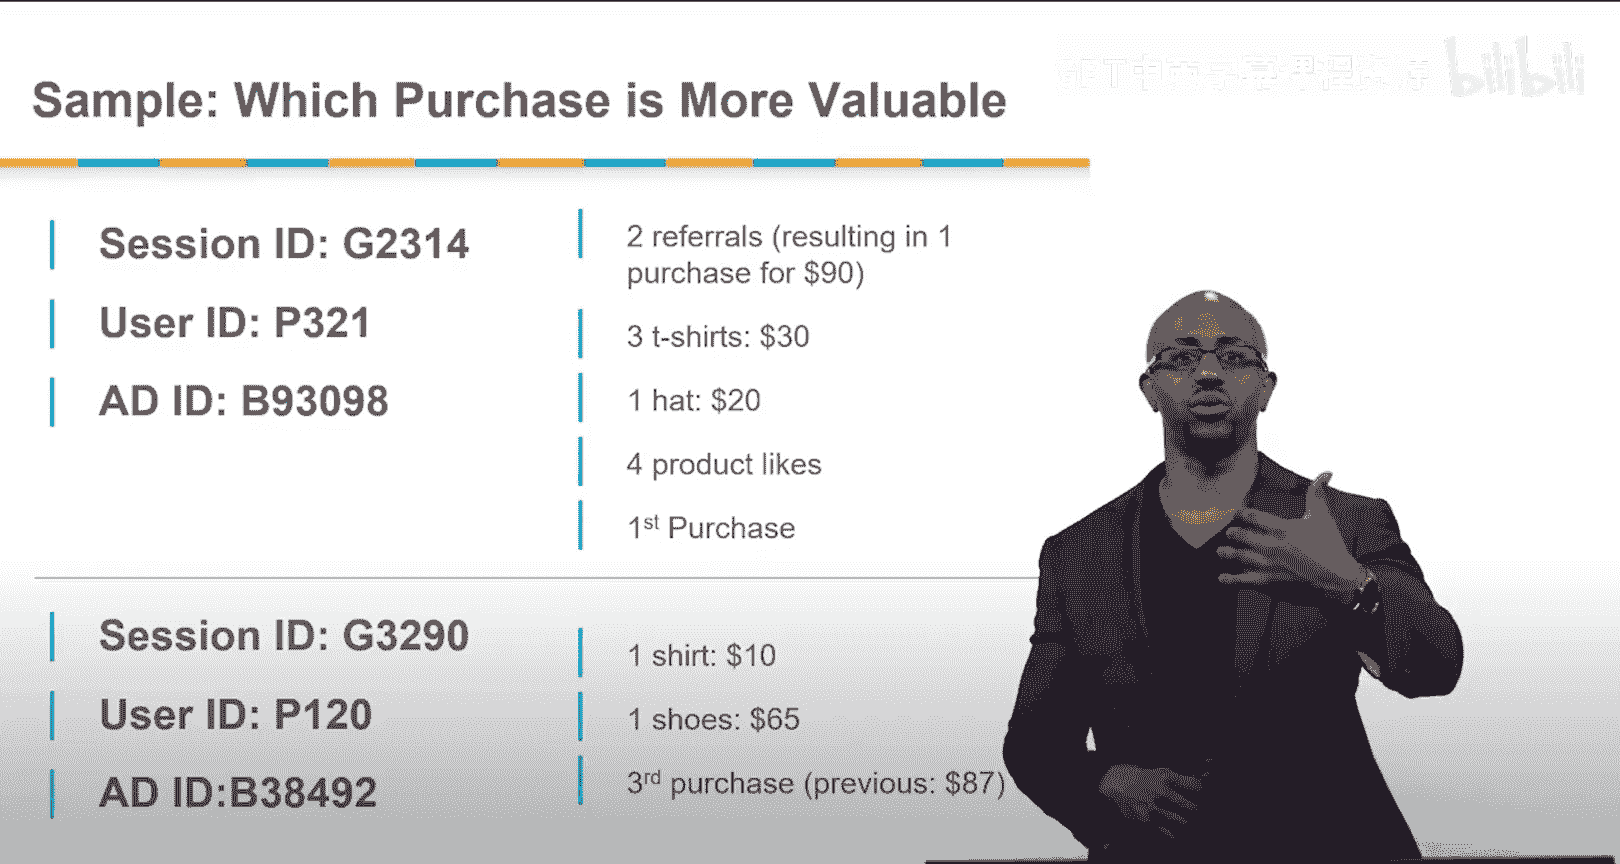 Sample: Which Purchase is More Valuable
bilibili
Session ID: G2314
User ID: P321
AD ID: B93098
2 referrals (resulting in 1
purchase for $90)
3 t-shirts: $30
1 hat: $20
4 product likes
1st Purchase
Session ID: G3290
User ID: P120
AD ID:B38492
1 shirt: $10
1 shoes: $65
3rd purchase (previous: $87)